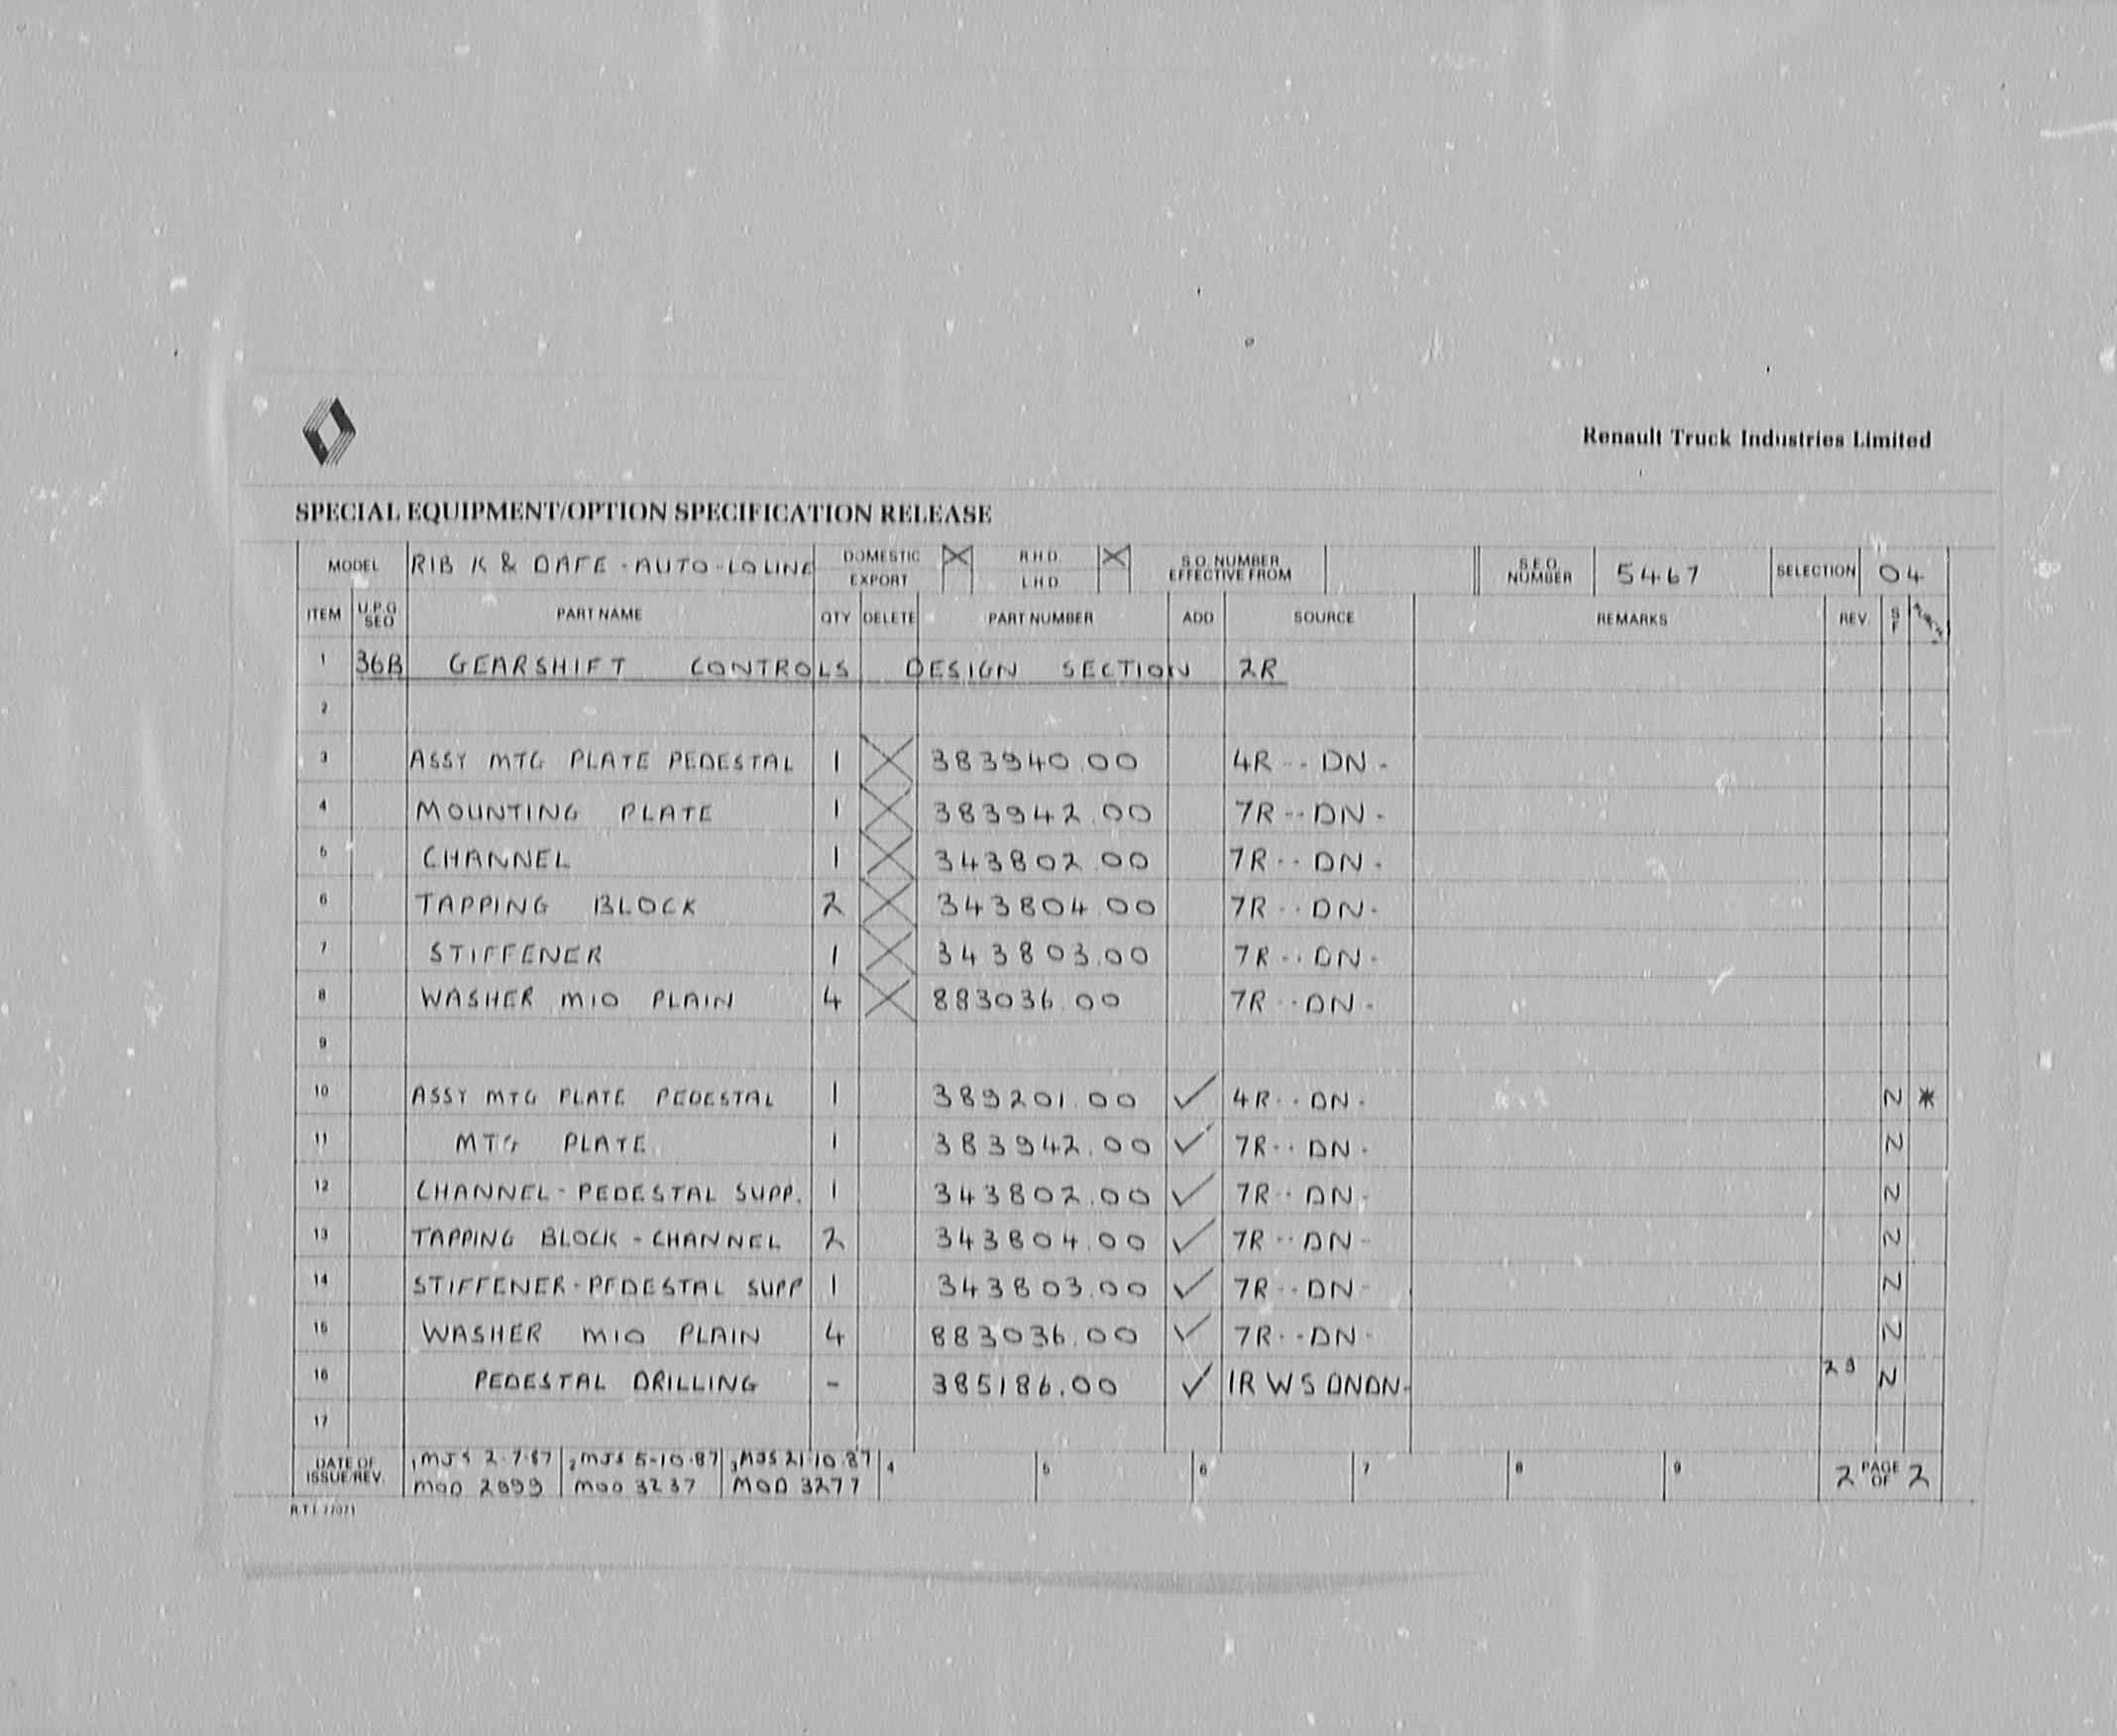 Renault Truck Industries Limited
SPECIAL EQUIPMENT/OPTION SPECIFICATION RELEASE
MODEL RIB K & DAFE - AUTO - LOLINE DOMESTIC EXPORT R.H.D. L.H.D. S.O. NUMBER EFFECTIVE FROM S.E.O. NUMBER 5467 SELECTION 04
ITEM U.P.G SEO PART NAME QTY DELETE PART NUMBER ADD SOURCE REMARKS REV S F
1 36B GEARSHIFT CONTROLS DESIGN SECTION 2R
2
3 ASSY MTG PLATE PEDESTAL 1 383940.00 4R -- DN -
4 MOUNTING PLATE 1 383942.00 7R -- DN -
5 CHANNEL 1 343802.00 7R -- DN -
6 TAPPING BLOCK 2 343804.00 7R -- DN -
7 STIFFENER 1 343803.00 7R -- DN -
8 WASHER M10 PLAIN 4 883036.00 7R -- DN -
9
10 ASSY MTG PLATE PEDESTAL 1 389201.00 ✓ 4R -- DN - N *
11 MTG PLATE 1 383942.00 ✓ 7R -- DN - N
12 CHANNEL - PEDESTAL SUPP. 1 343802.00 ✓ 7R -- DN - N
13 TAPPING BLOCK - CHANNEL 2 343804.00 ✓ 7R -- DN - N
14 STIFFENER - PEDESTAL SUPP 1 343803.00 ✓ 7R -- DN - N
15 WASHER M10 PLAIN 4 883036.00 ✓ 7R -- DN - N
16 PEDESTAL DRILLING - 385186.00 ✓ 1R W S DNDN- 23 N
17
DATE OF ISSUE/REV. 1 MJS 2-7-87 2 MJS 5-10-87 3 MJS 21-10-87 4 5 6 7 8 9 2 PAGE OF 2
MOD 2899 MOD 3237 MOD 3277
R.T.I. 77071